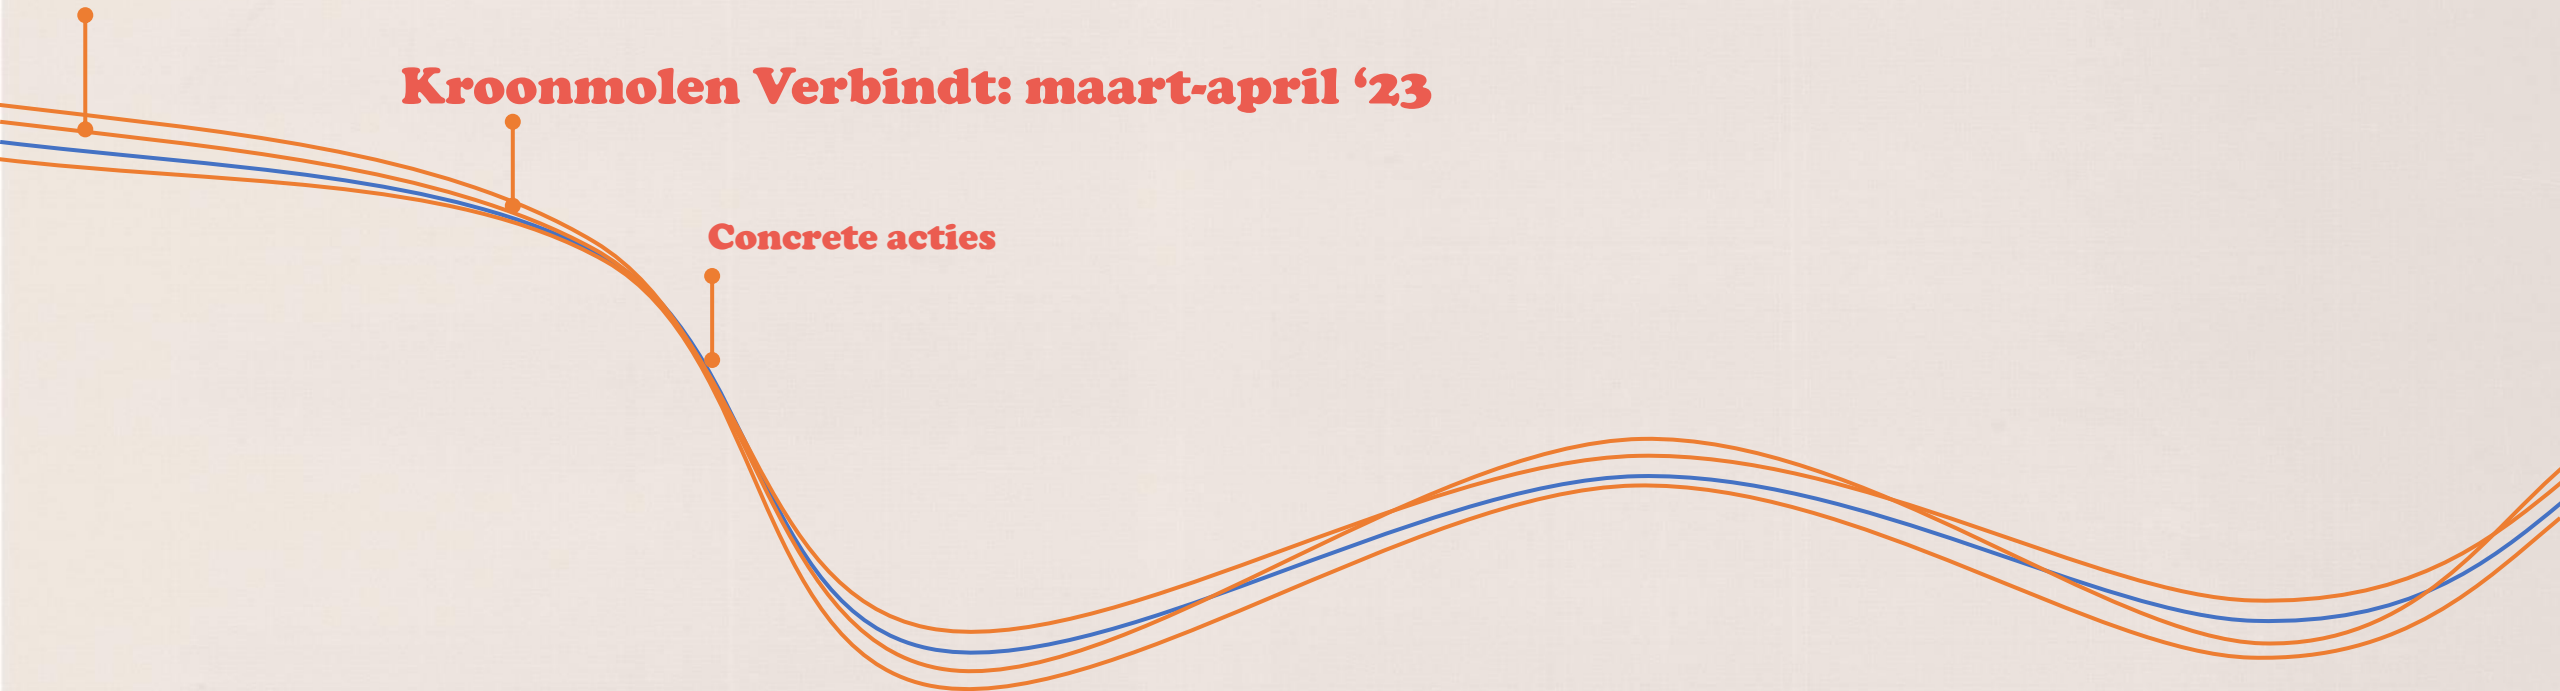 Kroonmolen Verbindt: maart-april ‘23
Concrete acties